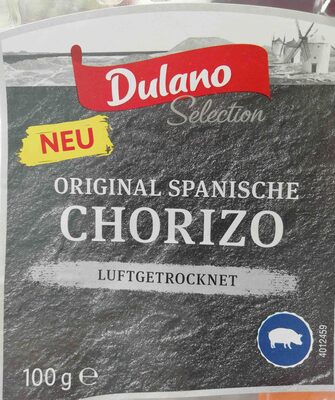 Dulano
Selection
NEU
ORIGINAL SPANISCHE
CHORIZO
LUFTGETROCKNET
100 g ℮
4012459